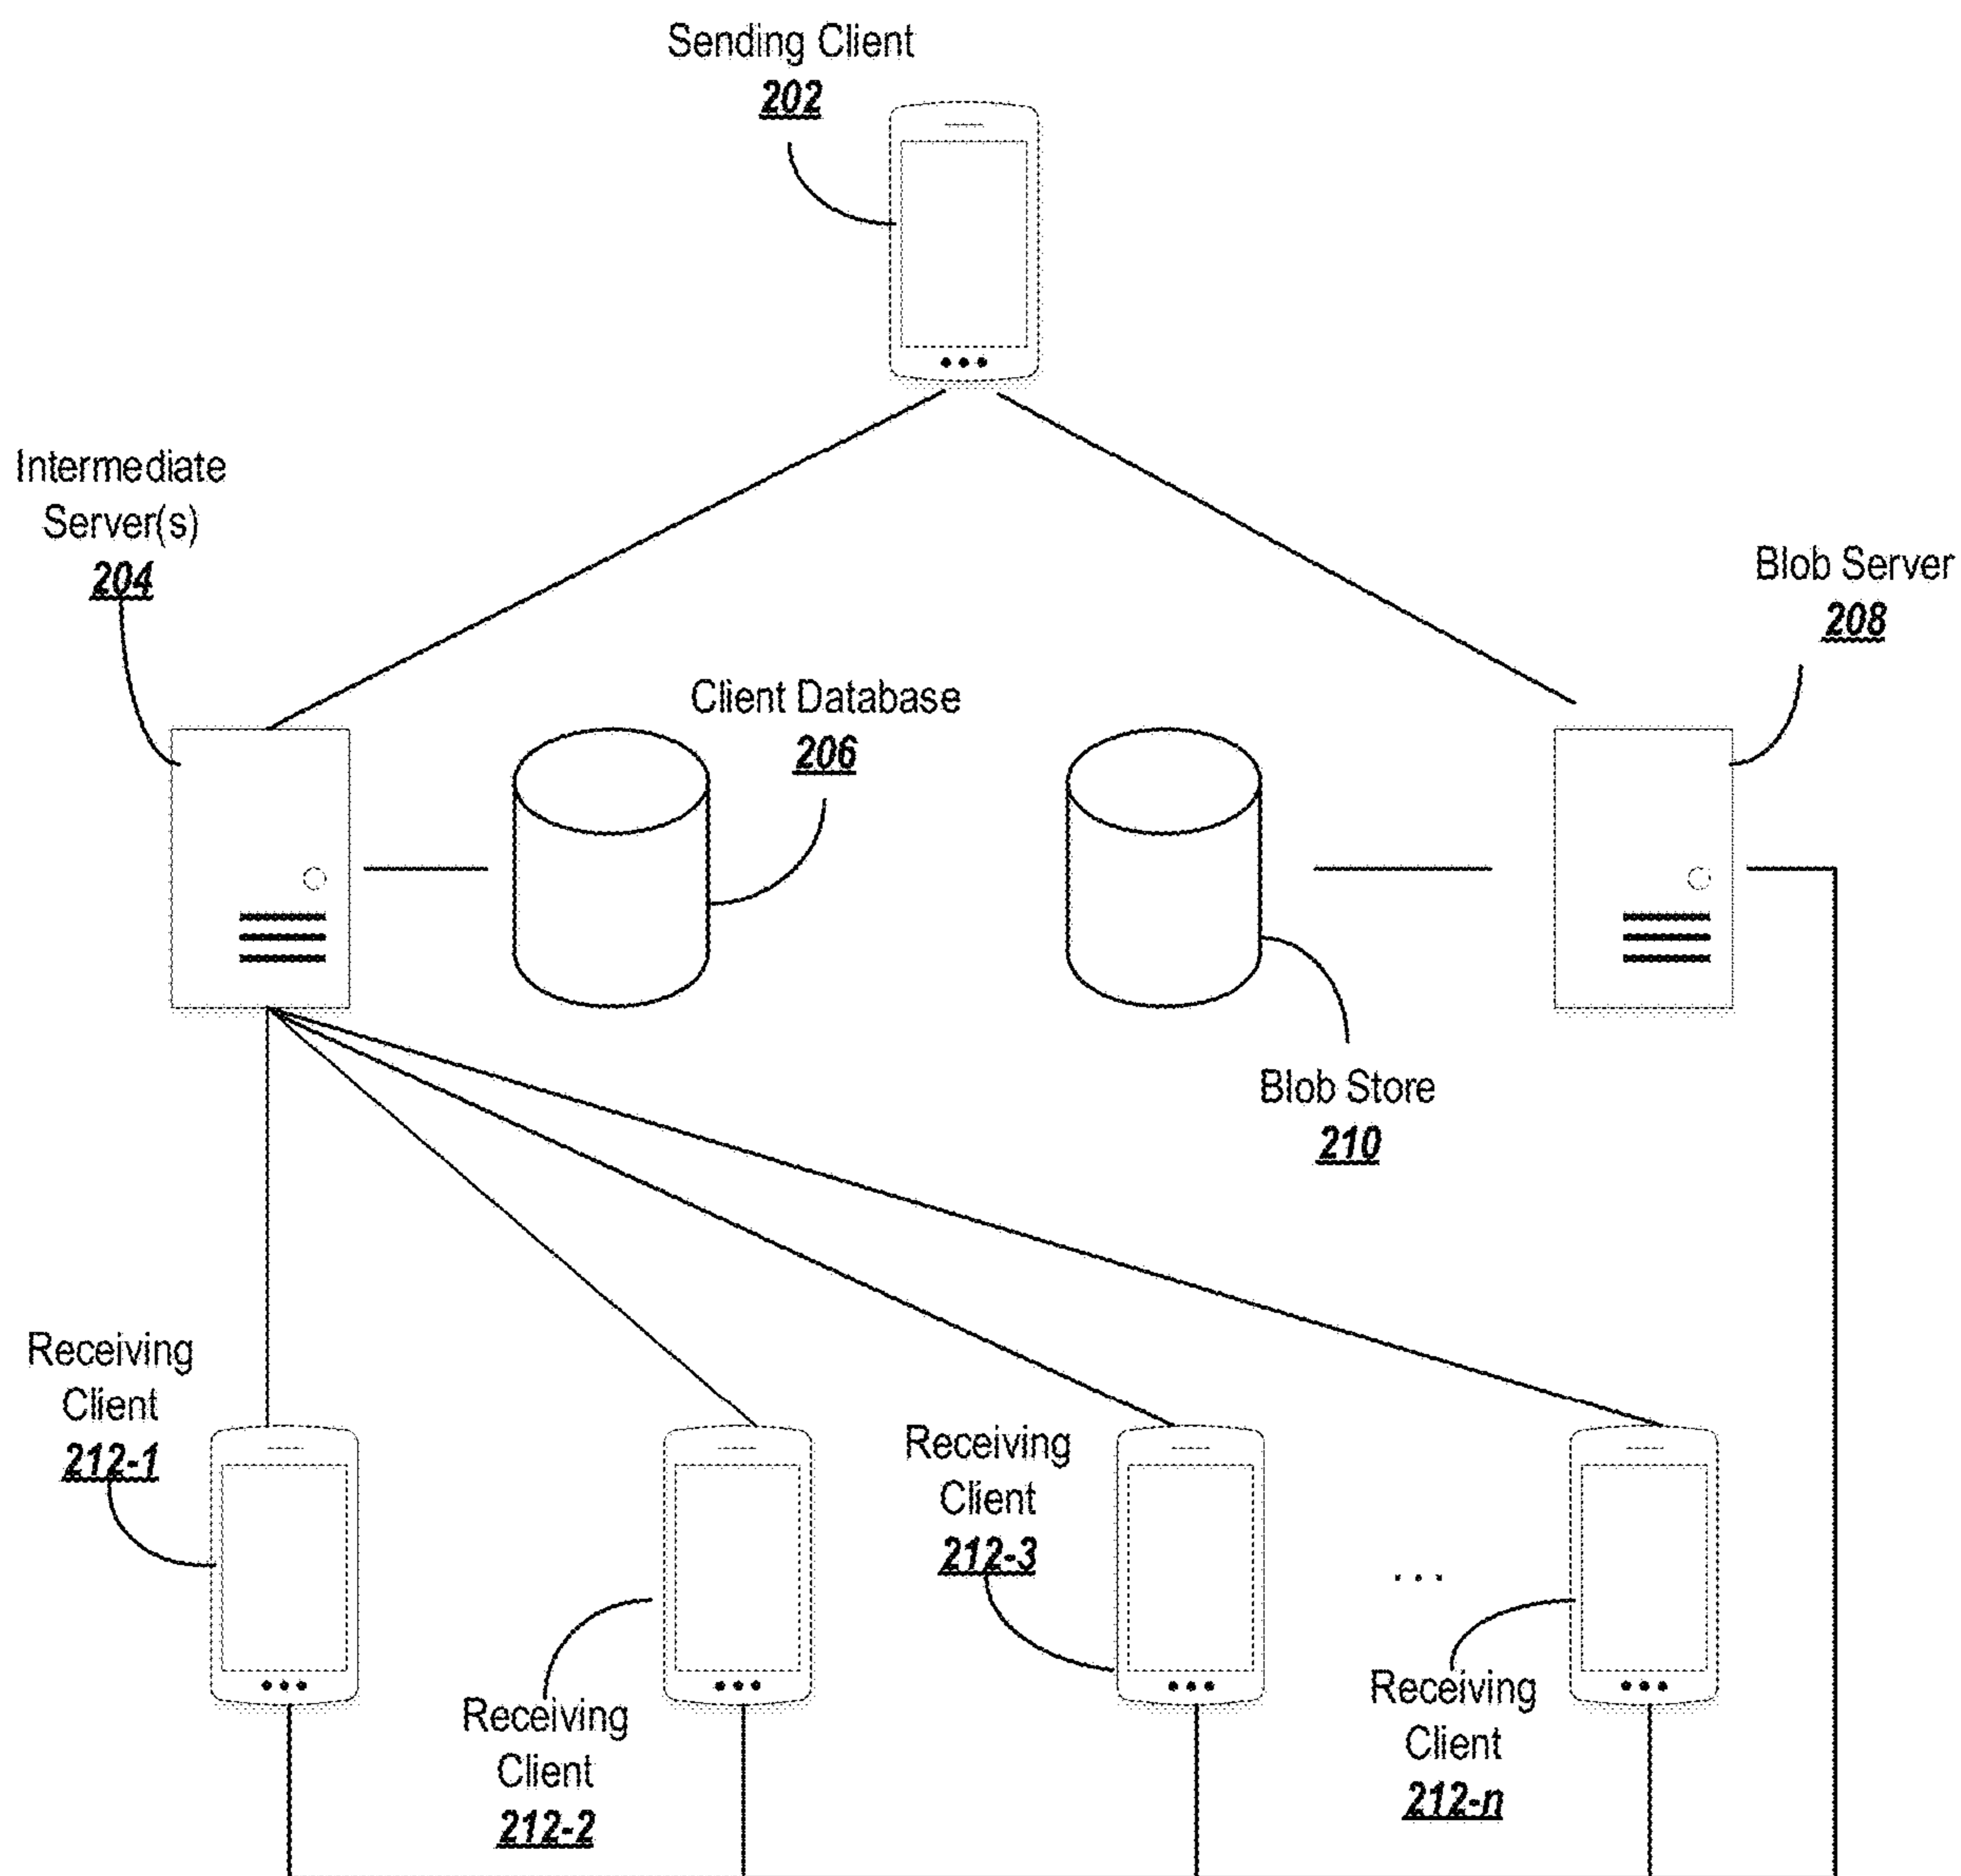 Sending Client
202
Intermediate
Server(s)
204
Blob Server
208
Client Database
206
Blob Store
210
Receiving
Client
212-1
Receiving
Client
212-2
Receiving
Client
212-3
...
Receiving
Client
212-n